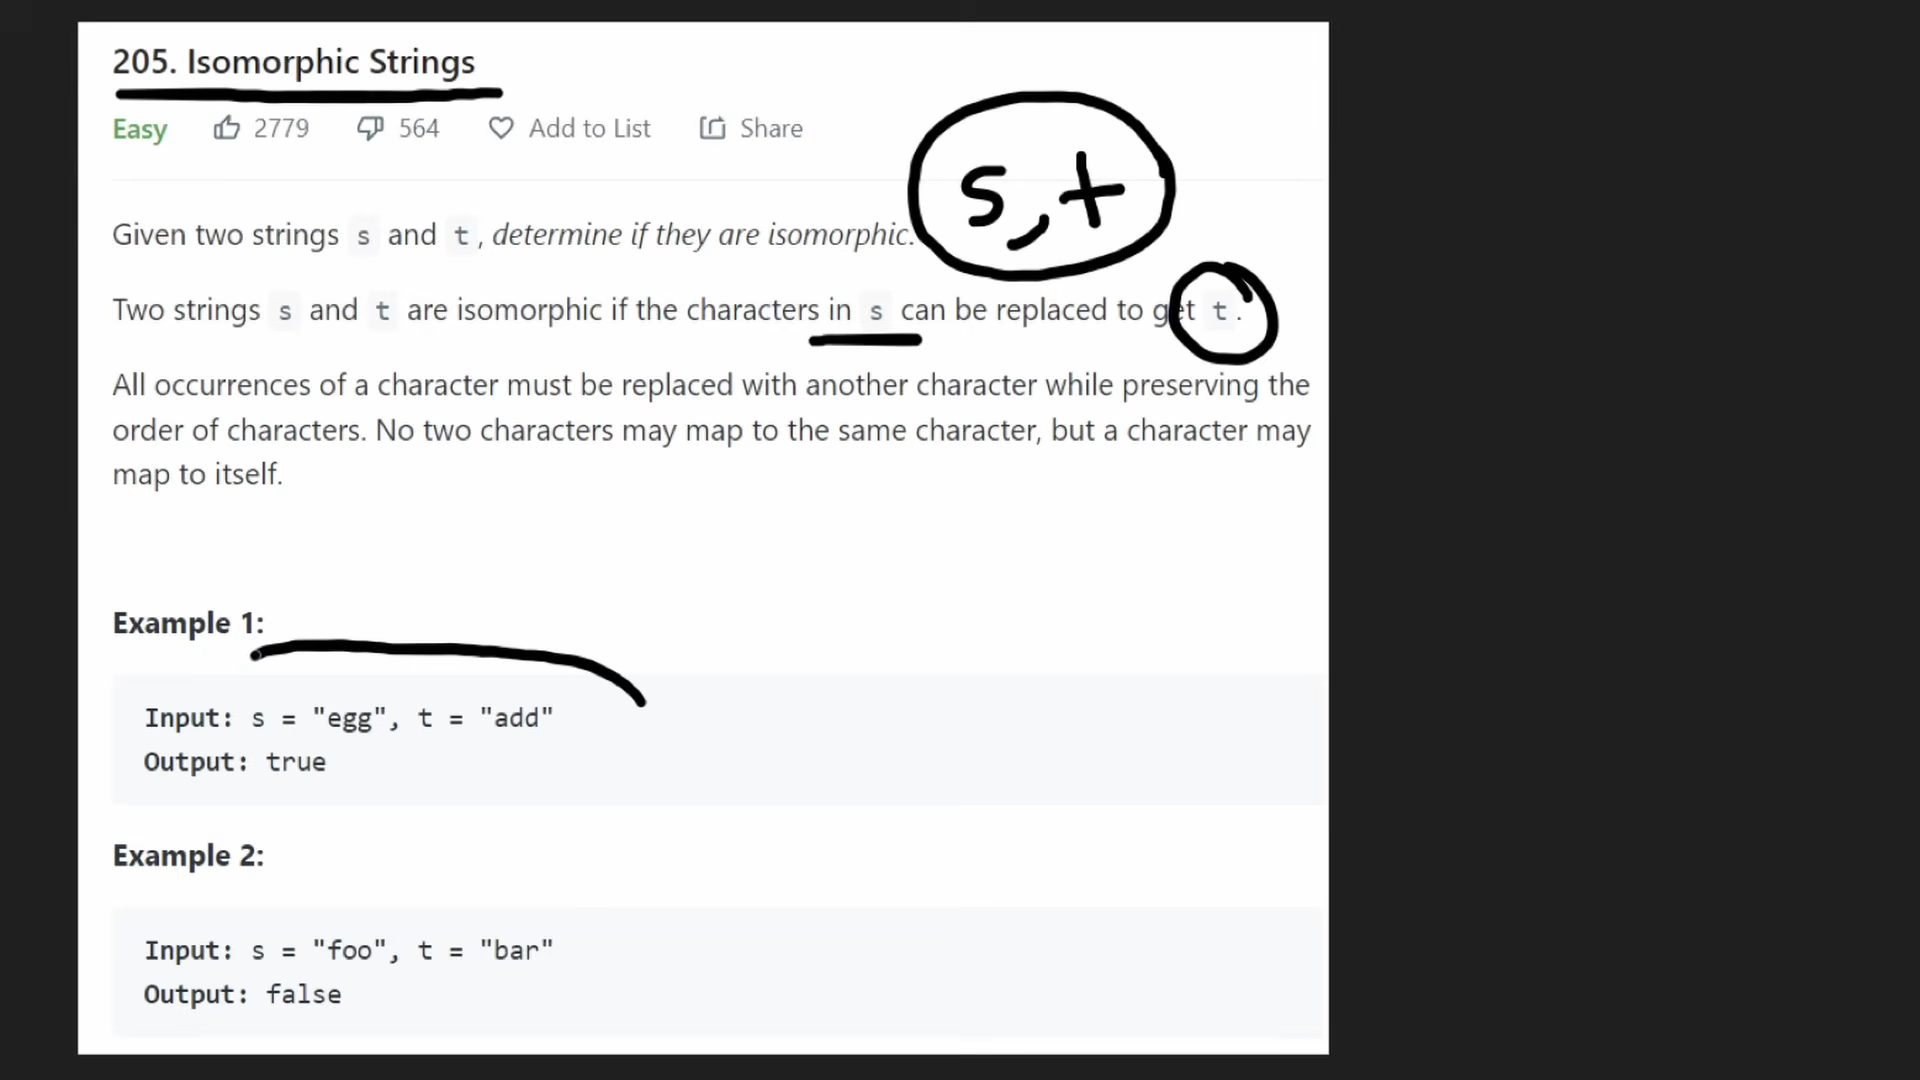 205. Isomorphic Strings
Easy 2779 564 Add to List Share
s,t
Given two strings s and t, determine if they are isomorphic.
Two strings s and t are isomorphic if the characters in s can be replaced to get t.
All occurrences of a character must be replaced with another character while preserving the
order of characters. No two characters may map to the same character, but a character may
map to itself.
Example 1:
Input: s = "egg", t = "add"
Output: true
Example 2:
Input: s = "foo", t = "bar"
Output: false